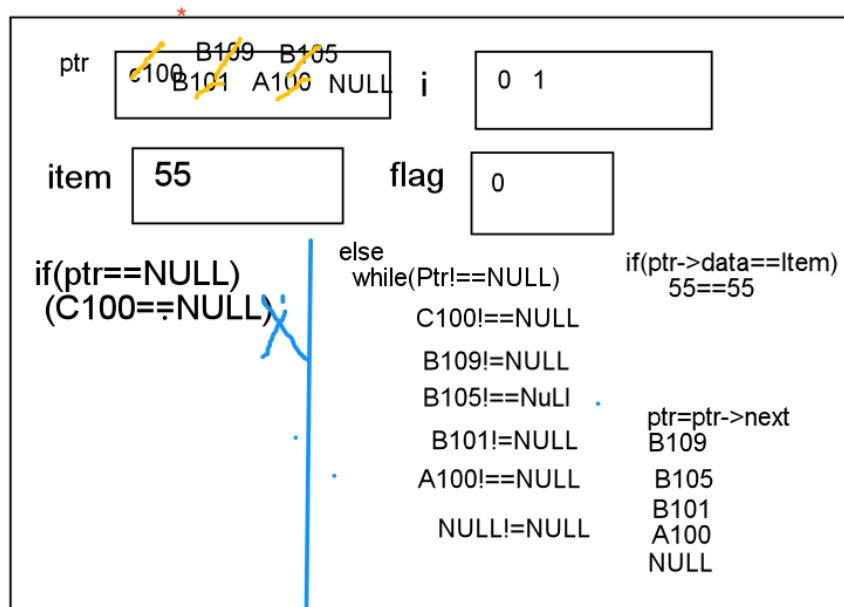 *
ptr c100 B109 B101 B105 A100 NULL i 0 1
item 55 flag 0
if(ptr==NULL)
(C100==NULL)
else
while(Ptr!==NULL)
C100!==NULL
B109!=NULL
B105!==NuLl
B101!=NULL
A100!==NULL
NULL!=NULL
if(ptr->data==Item)
55==55
ptr=ptr->next
B109
B105
B101
A100
NULL